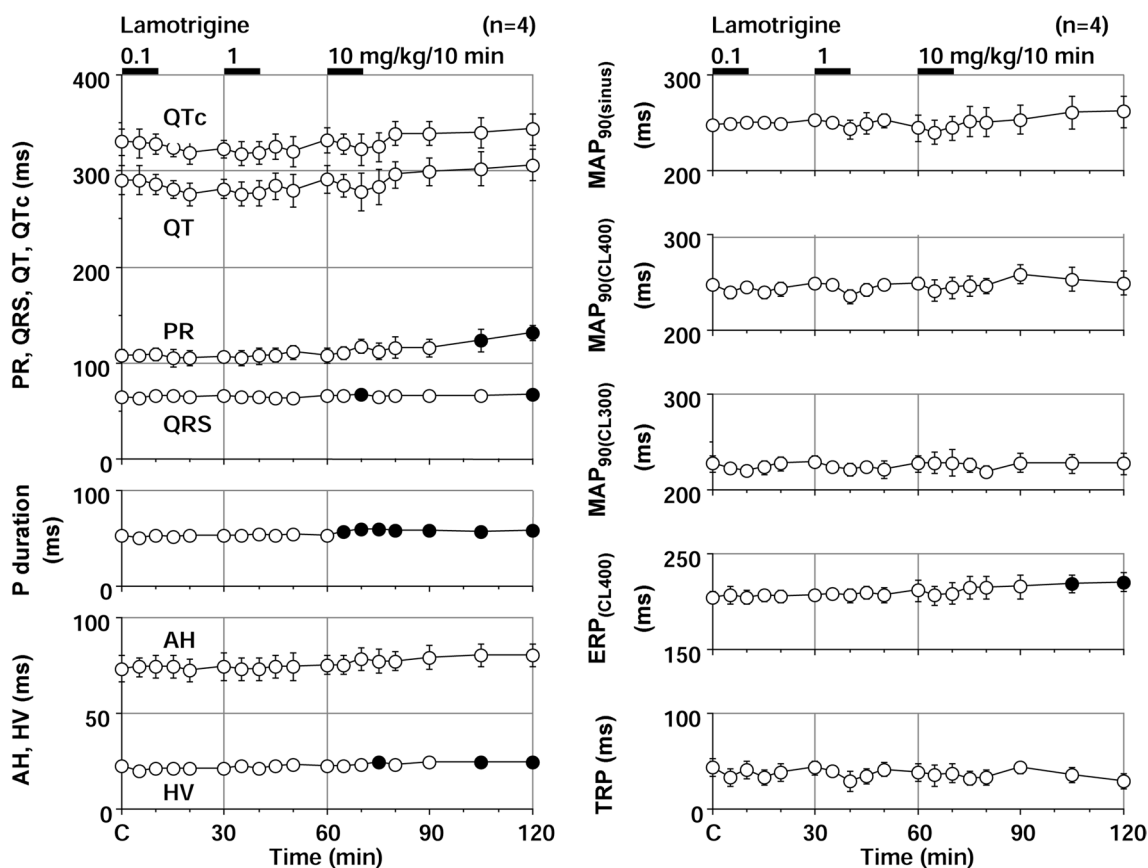 Lamotrigine (n=4)
0.1 1 10 mg/kg/10 min
400
QTc
300
QT
200
PR
100
QRS
0
PR, QRS, QT, QTc (ms)
100
0
P duration
(ms)
100
AH
50
HV
0
AH, HV (ms)
C 30 60 90 120
Time (min)
Lamotrigine (n=4)
0.1 1 10 mg/kg/10 min
300
200
MAP90(sinus)
(ms)
300
200
MAP90(CL400)
(ms)
300
200
MAP90(CL300)
(ms)
250
150
ERP(CL400)
(ms)
100
0
TRP (ms)
C 30 60 90 120
Time (min)